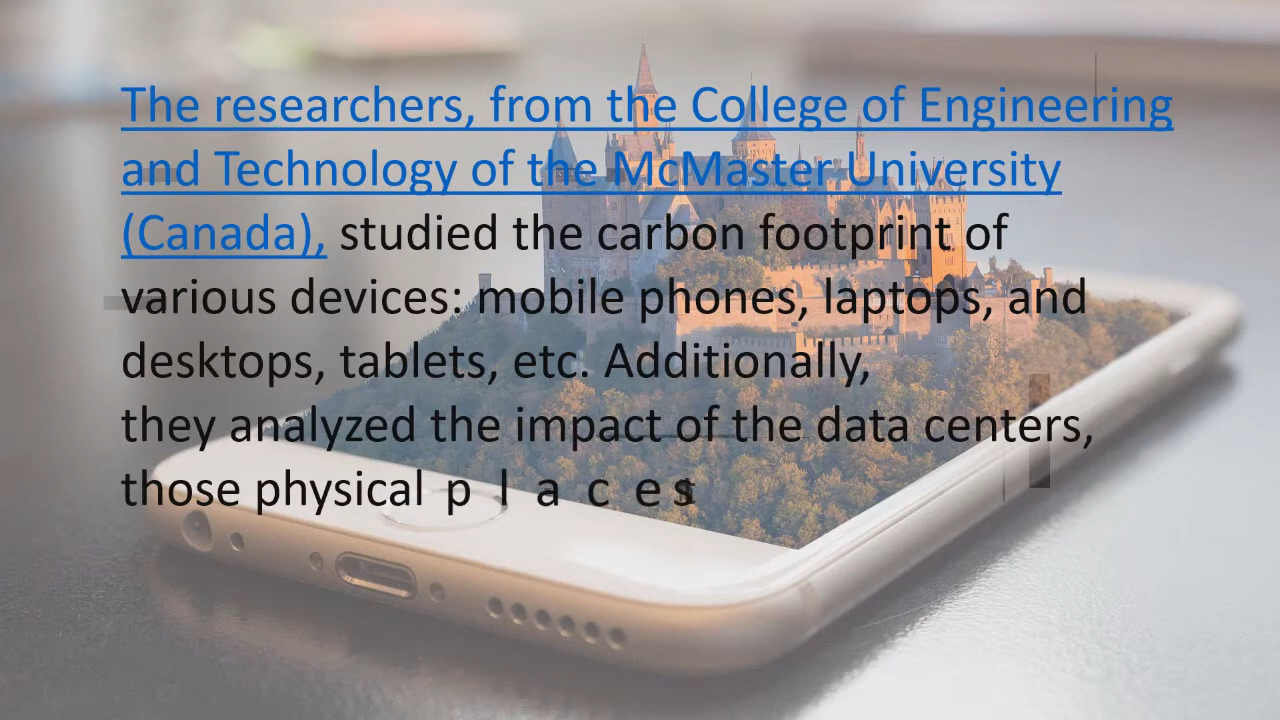 The researchers, from the College of Engineering
and Technology of the McMaster University
(Canada), studied the carbon footprint of
various devices: mobile phones, laptops, and
desktops, tablets, etc. Additionally,
they analyzed the impact of the data centers,
those physical places